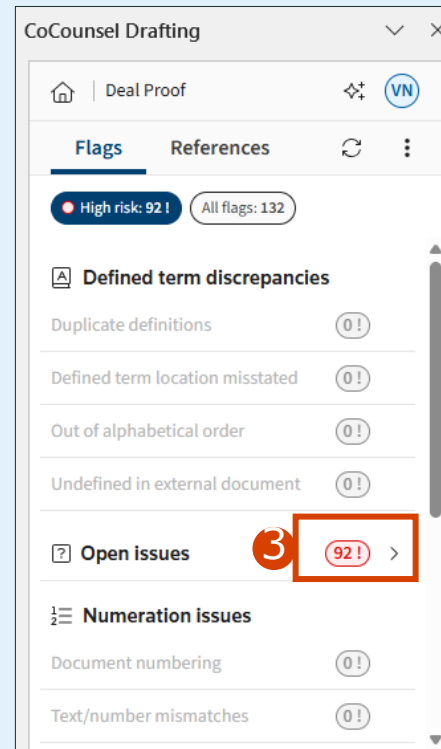 CoCounsel Drafting
Deal Proof
VN
Flags References
High risk: 92 !
All flags: 132
Defined term discrepancies
Duplicate definitions 0 !
Defined term location misstated 0 !
Out of alphabetical order 0 !
Undefined in external document 0 !
Open issues 3 92 !
Numeration issues
Document numbering 0 !
Text/number mismatches 0 !